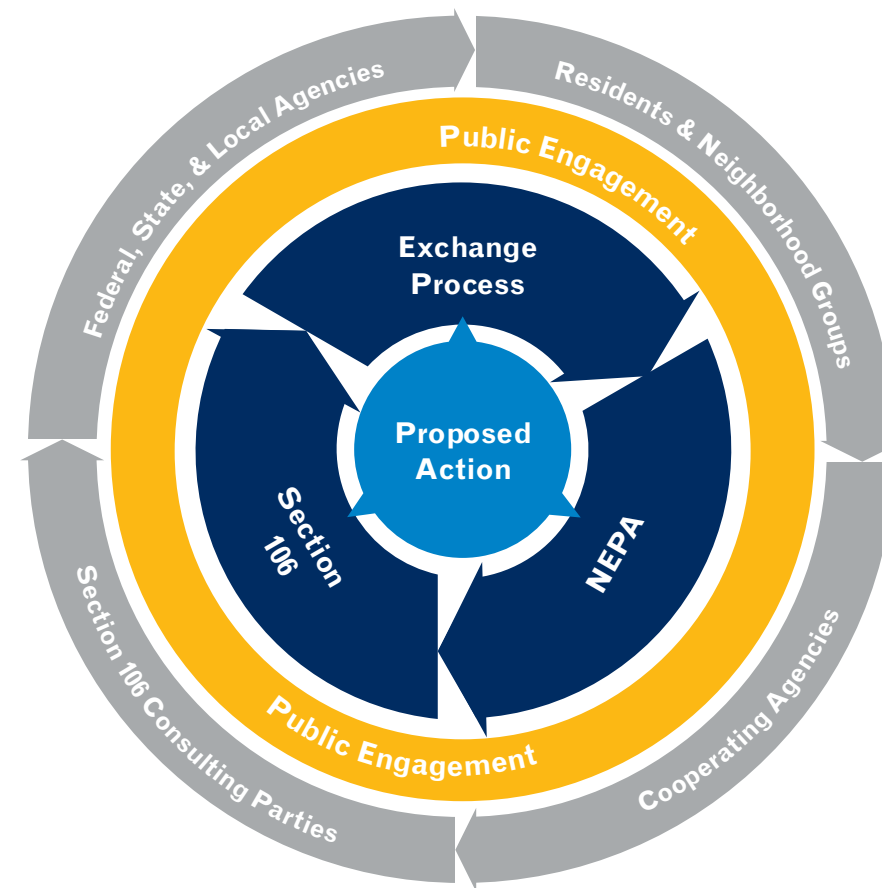 Federal, State, & Local Agencies
Residents & Neighborhood Groups
Public Engagement
Exchange
Process
Proposed
Action
Section
106
NEPA
Section 106 Consulting Parties
Cooperating Agencies
Public Engagement